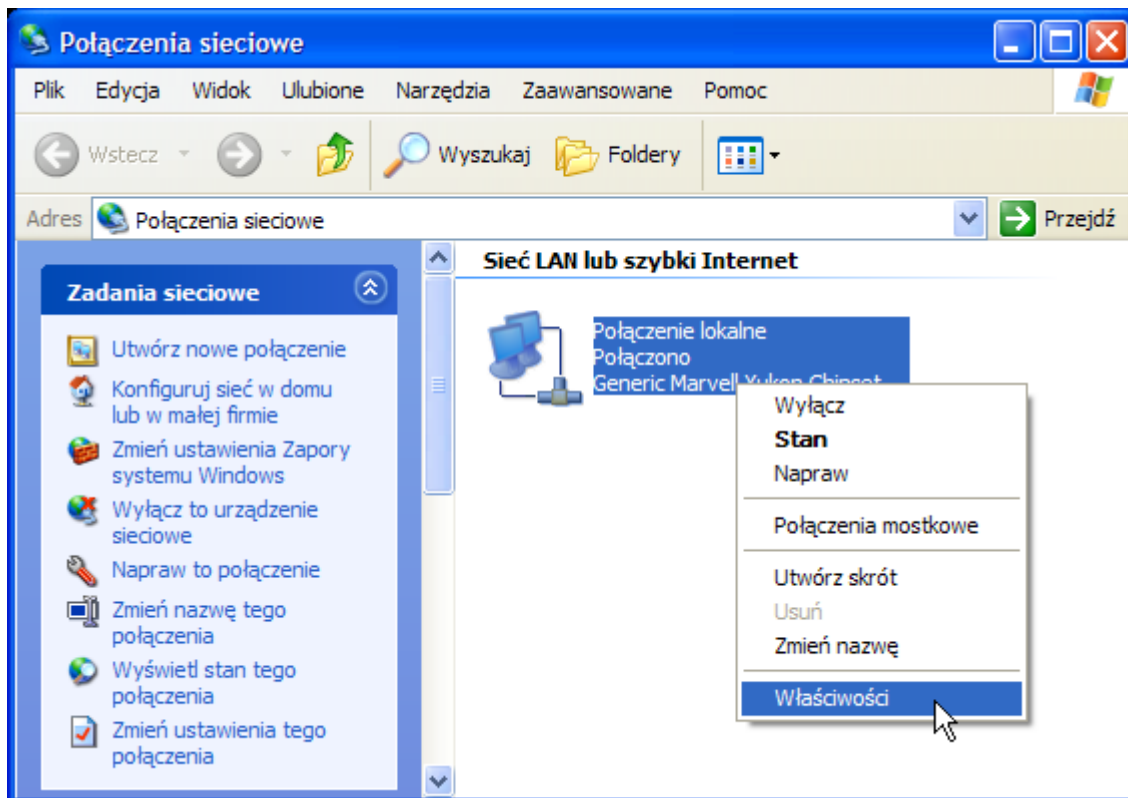 Połączenia sieciowe
Plik Edycja Widok Ulubione Narzędzia Zaawansowane Pomoc
Wstecz Wyszukaj Foldery
Adres Połączenia sieciowe Przejdź
Zadania sieciowe
Utwórz nowe połączenie
Konfiguruj sieć w domu
lub w małej firmie
Zmień ustawienia Zapory
systemu Windows
Wyłącz to urządzenie
sieciowe
Napraw to połączenie
Zmień nazwę tego
połączenia
Wyświetl stan tego
połączenia
Zmień ustawienia tego
połączenia
Sieć LAN lub szybki Internet
Połączenie lokalne
Połączono
Generic Marvell Yukon Chipset
Wyłącz
Stan
Napraw
Połączenia mostkowe
Utwórz skrót
Usuń
Zmień nazwę
Właściwości